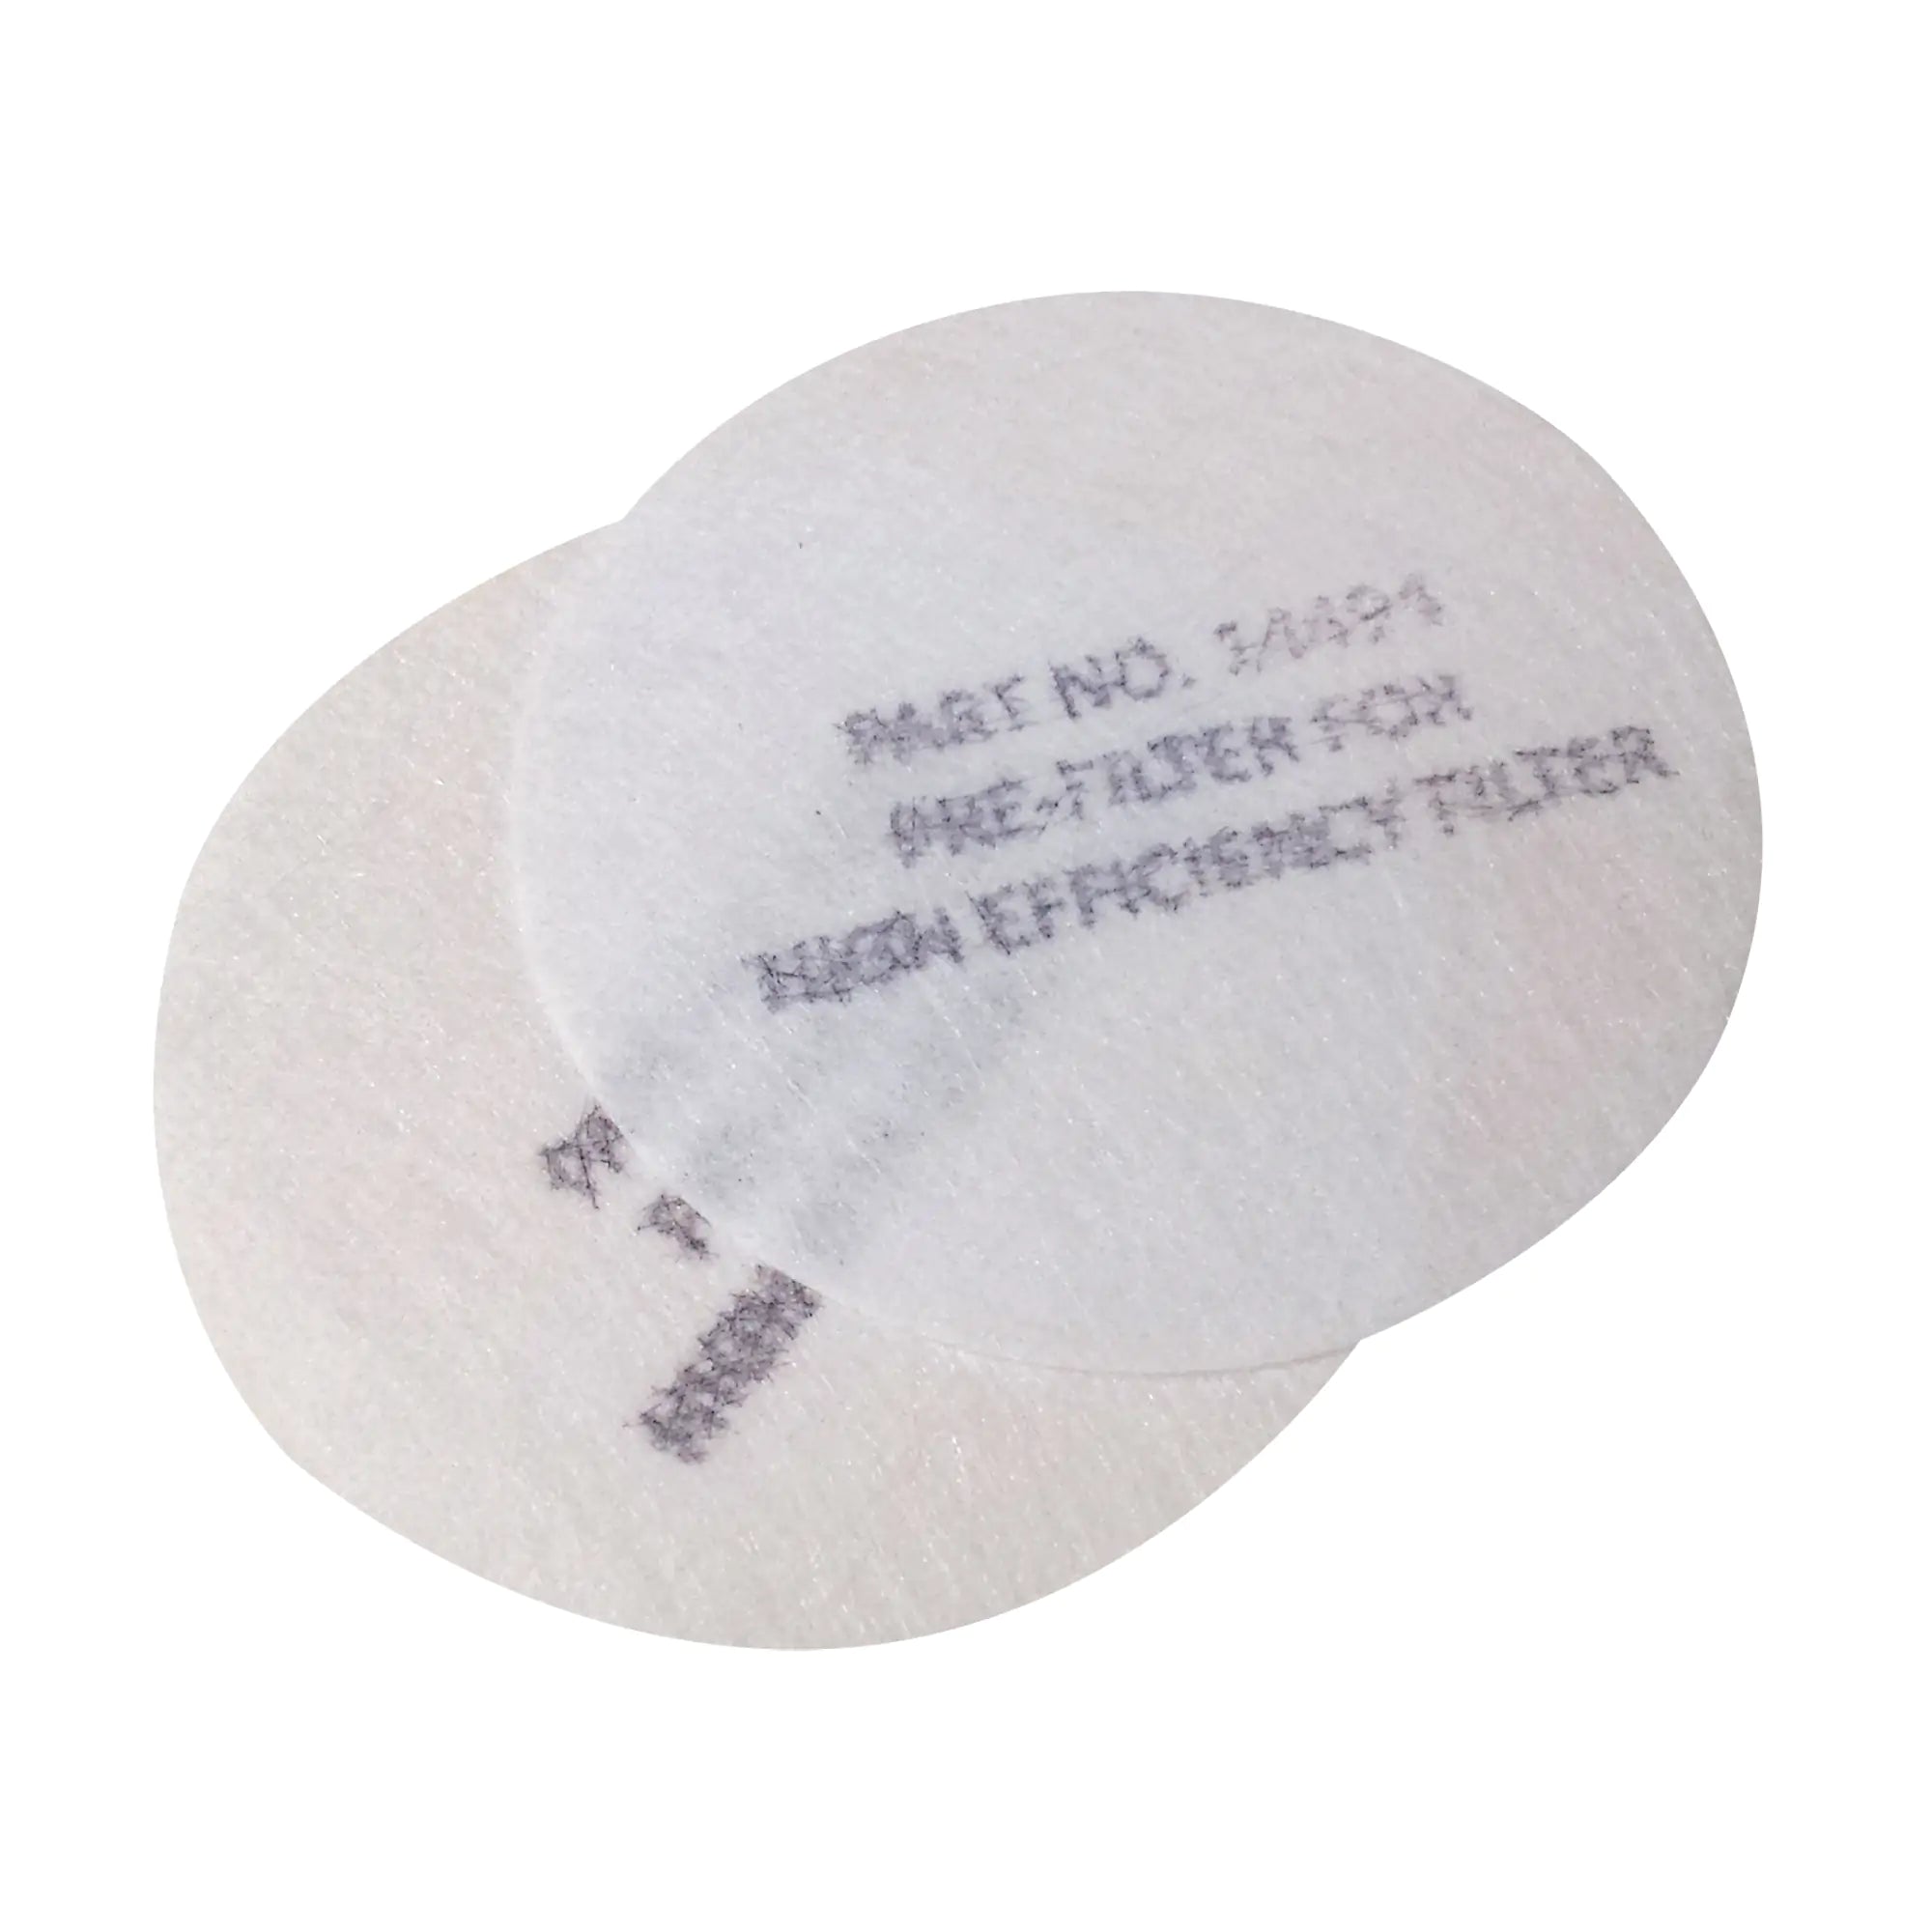 PART NO.
PRE-FILTER FOR
HIGH EFFICIENCY FILTER